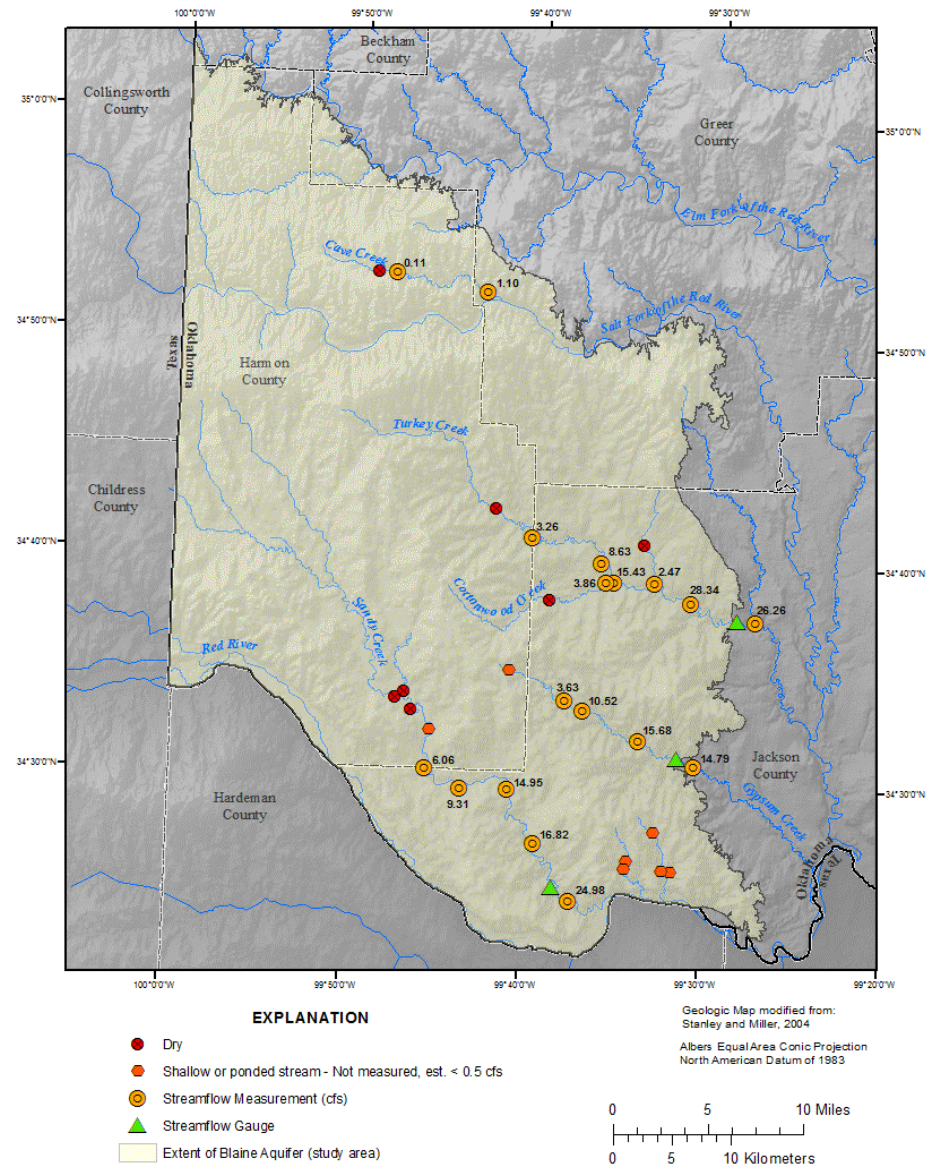 100°0'0"W 99°50'0"W 99°40'0"W 99°30'0"W
Beckham
County
Collingsworth
County
35°0'0"N
Greer
County
35°0'0"N
Elm Fork of the Red River
Cave Creek
0.11
1.10
Salt Fork of the Red River
34°50'0"N
34°50'0"N
Oklahoma
Texas
Harmon
County
Turkey Creek
Childress
County
34°40'0"N
3.26
8.63
3.86
15.43
2.47
34°40'0"N
Cottonwood Creek
28.34
26.26
Sandy Creek
Red River
3.63
10.52
15.68
34°30'0"N
6.06
14.79
Jackson
County
9.31
14.95
34°30'0"N
Hardeman
County
Gypsum Creek
16.82
Oklahoma
Texas
24.98
100°0'0"W 99°50'0"W 99°40'0"W 99°30'0"W 99°20'0"W
EXPLANATION
Dry
Shallow or ponded stream - Not measured, est. < 0.5 cfs
Streamflow Measurement (cfs)
Streamflow Gauge
Extent of Blaine Aquifer (study area)
Geologic Map modified from:
Stanley and Miller, 2004
Albers Equal Area Conic Projection
North American Datum of 1983
0 5 10 Miles
0 5 10 Kilometers